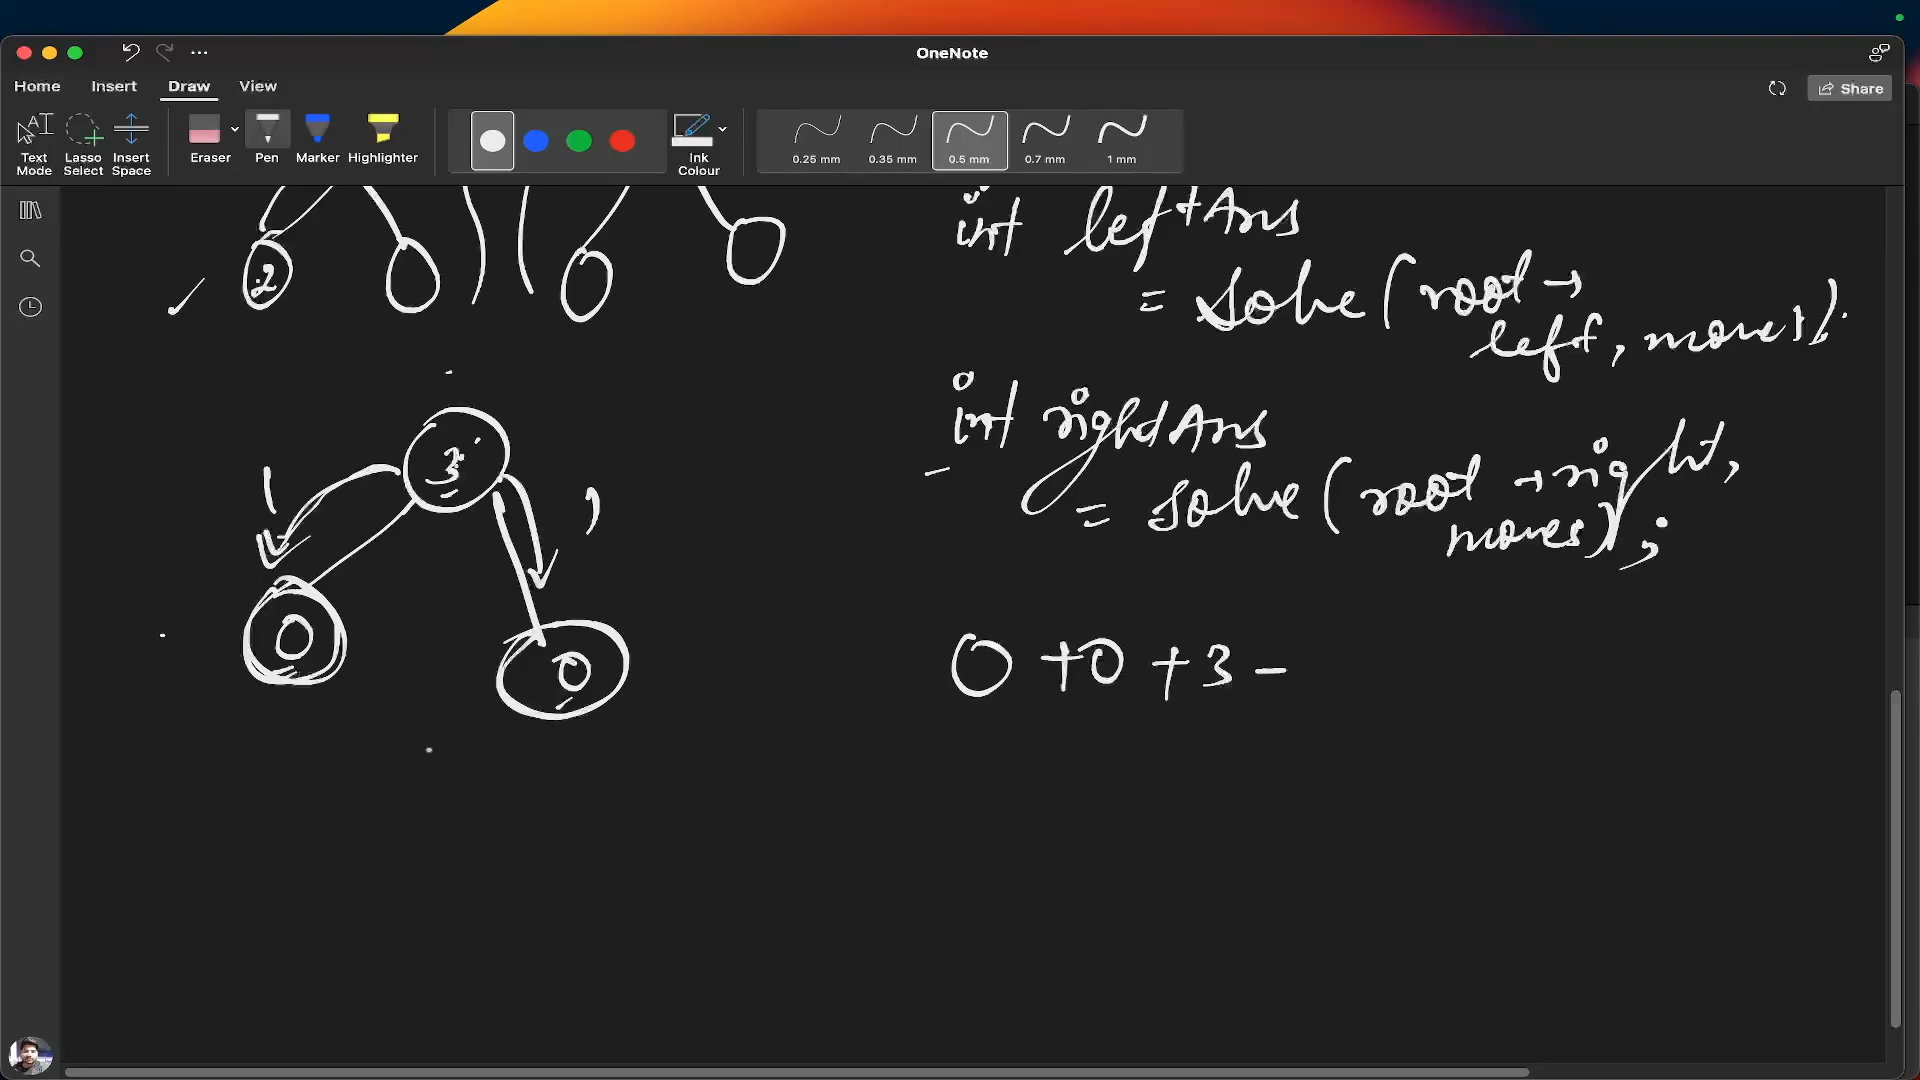 OneNote
Home Insert Draw View
Share
Text Mode
Lasso Select
Insert Space
Eraser
Pen
Marker
Highlighter
Ink Colour
0.25 mm
0.35 mm
0.5 mm
0.7 mm
1 mm
2
int leftAns
= solve (root →
left, moves);
int rightAns
= solve (root → right,
moves);
3
1
0
0
0 + 0 + 3 -